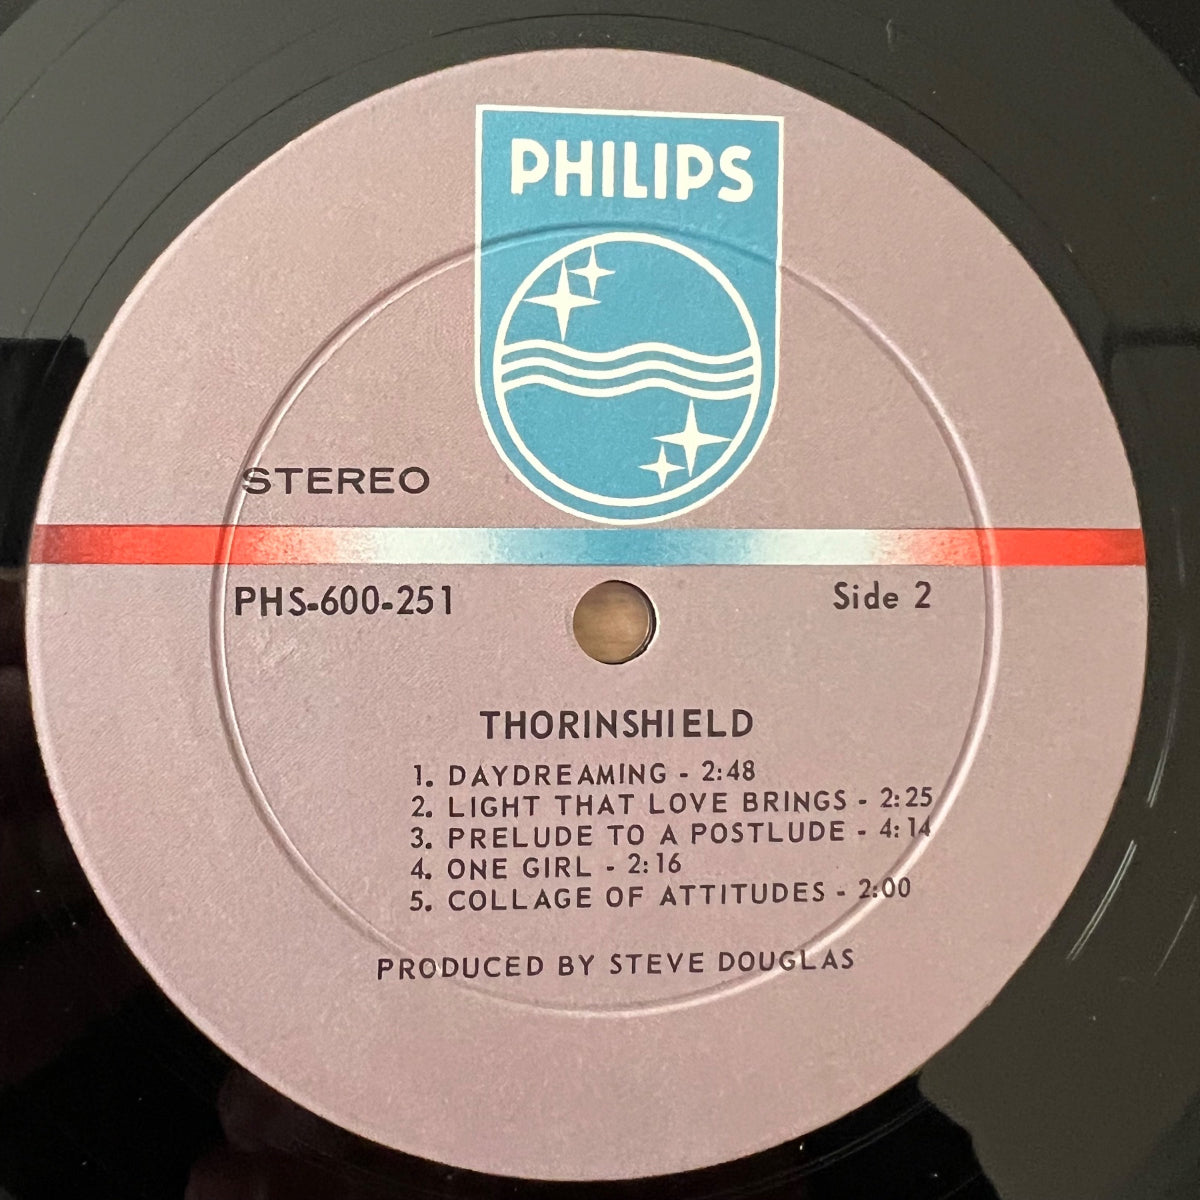 PHILIPS
STEREO
PHS-600-251
Side 2
THORINSHIELD
1. DAYDREAMING - 2:48
2. LIGHT THAT LOVE BRINGS - 2:25
3. PRELUDE TO A POSTLUDE - 4:14
4. ONE GIRL - 2:16
5. COLLAGE OF ATTITUDES - 2:00
PRODUCED BY STEVE DOUGLAS